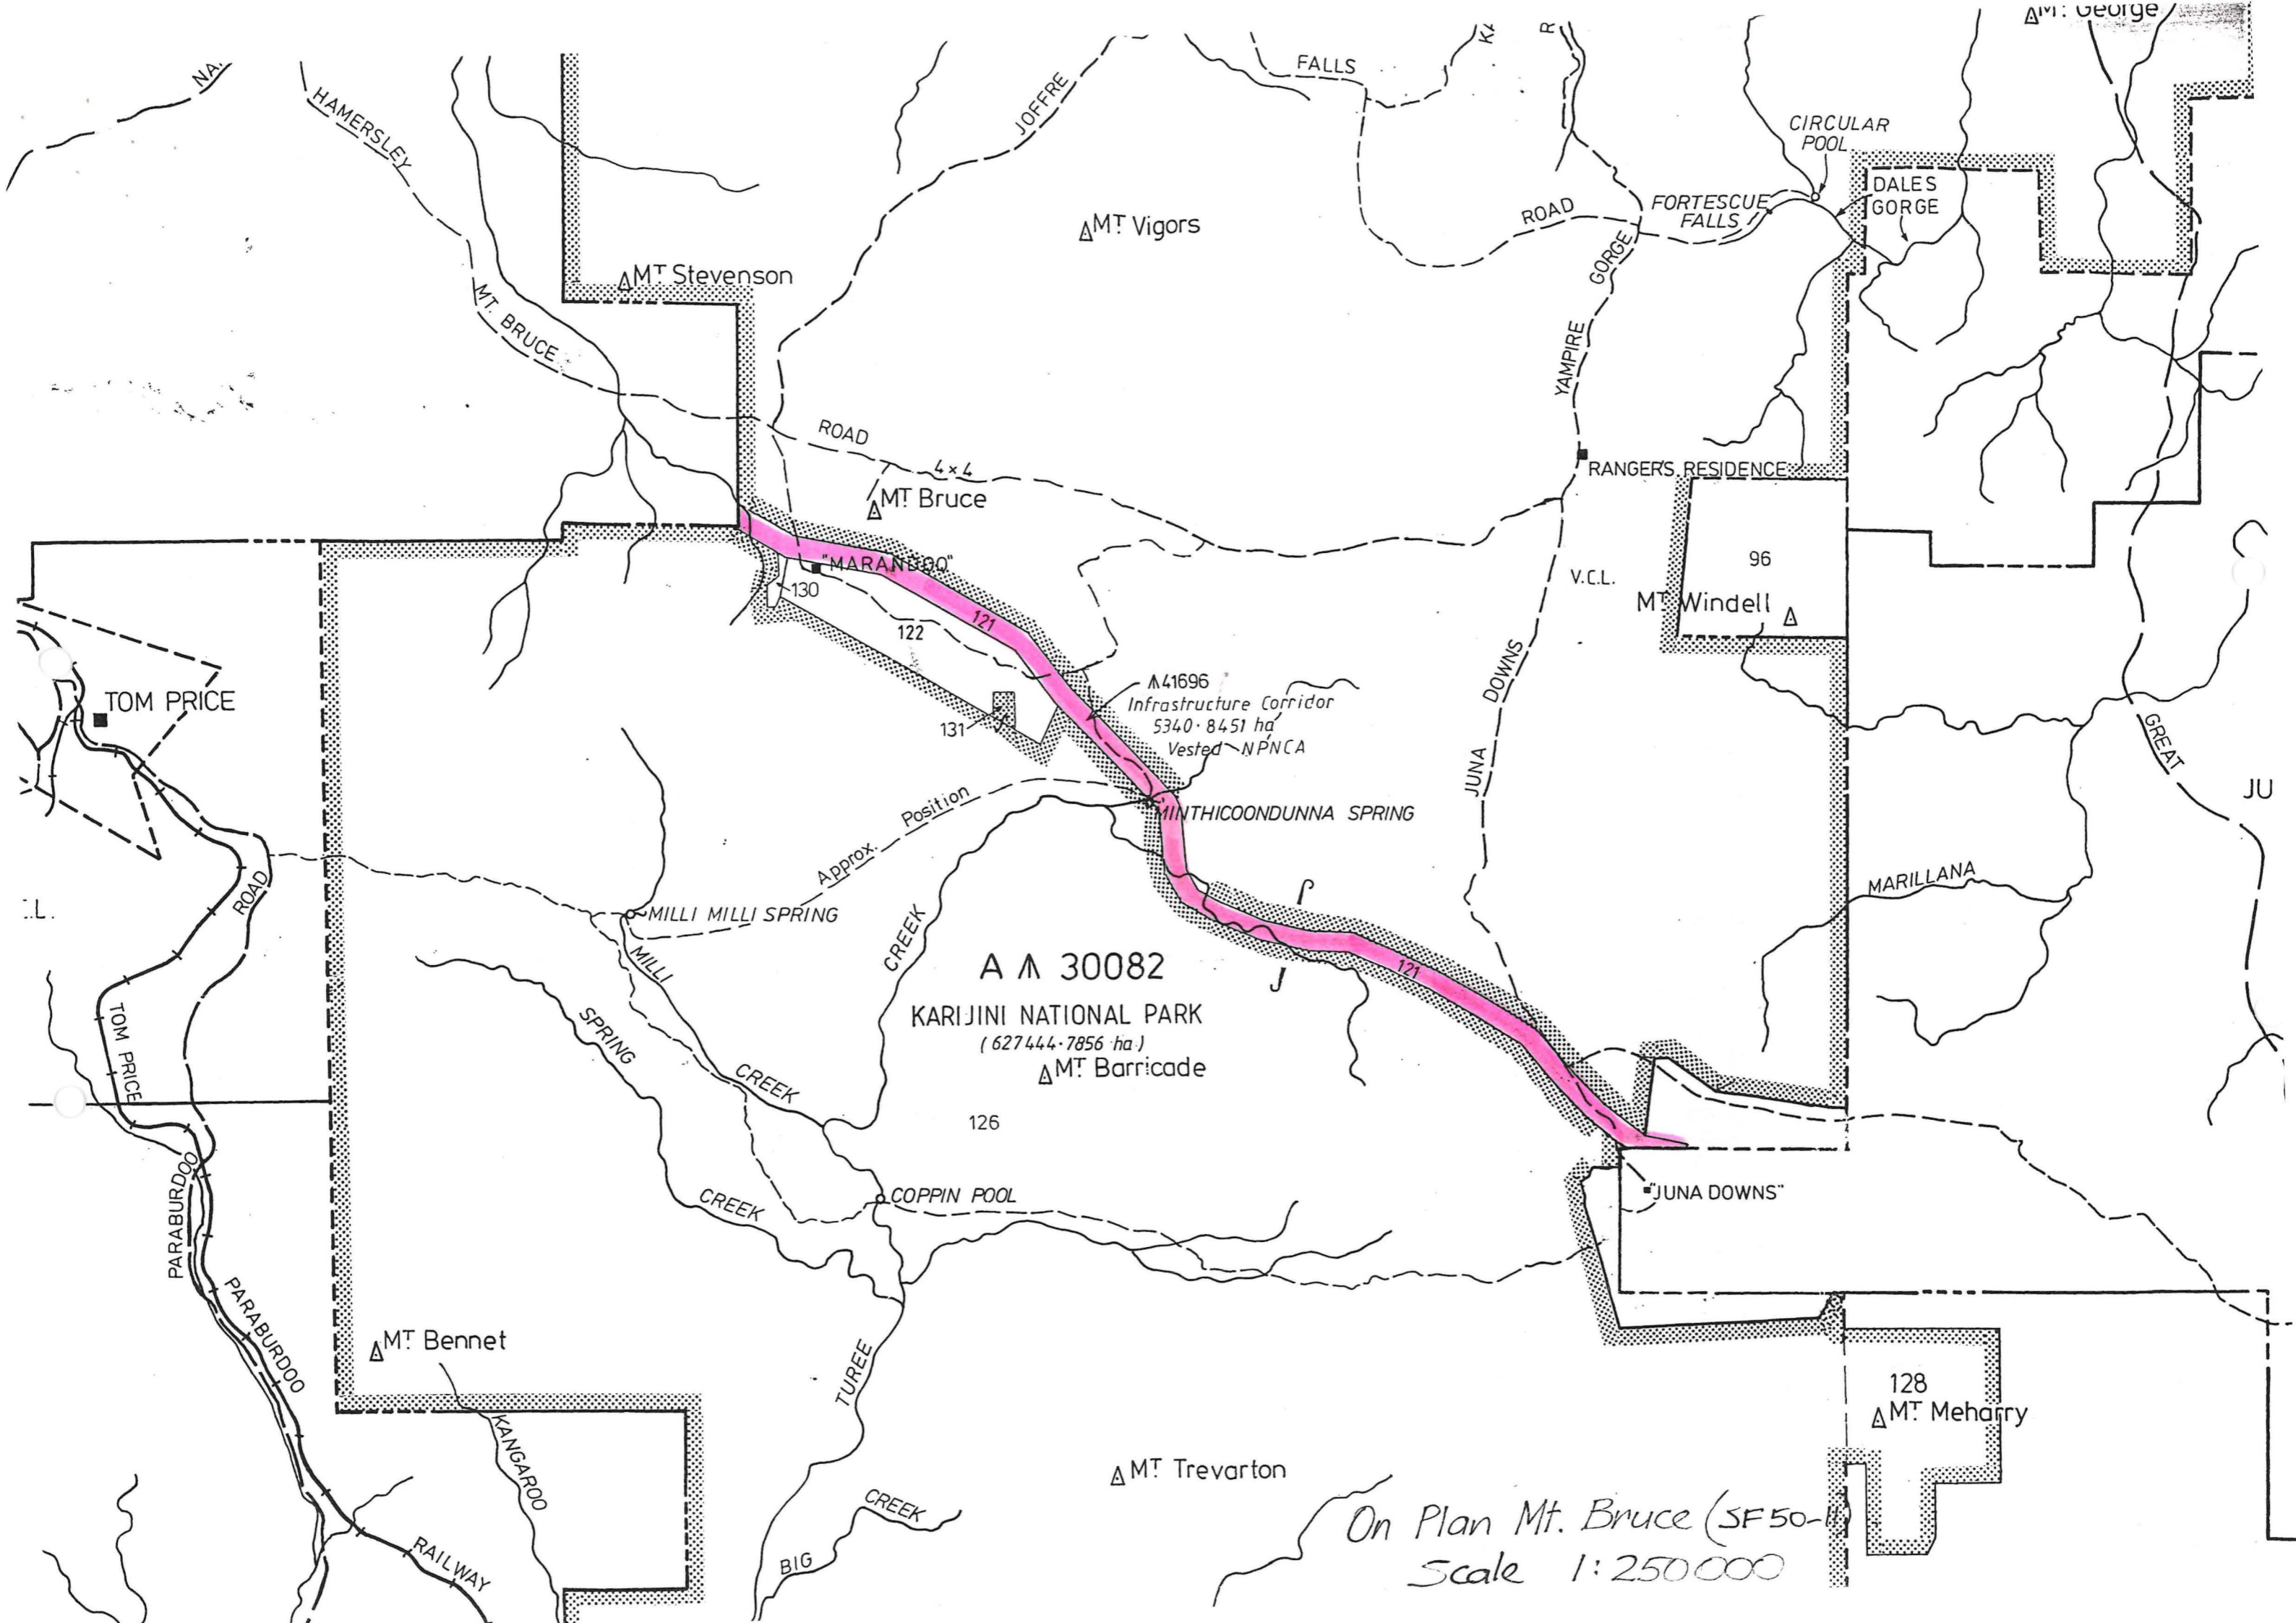 MT George
FALLS
HAMERSLEY
JOFFRE
CIRCULAR
POOL
DALES
GORGE
FORTESCUE
FALLS
ROAD
MT Vigors
GORGE
MT Stevenson
MT. BRUCE
YAMPIRE
ROAD
4×4
RANGER'S RESIDENCE
MT Bruce
"MARANDOO"
96
V.C.L.
130
MT Windell
121
122
41696
Infrastructure Corridor
5340·8451 ha
Vested NPNCA
TOM PRICE
131
DOWNS
JUNA
GREAT
JU
Position
Approx.
MINTHICOONDUNNA SPRING
MARILLANA
ROAD
MILLI MILLI SPRING
CREEK
MILLI
A 30082
121
KARIJINI NATIONAL PARK
(627444·7856 ha)
TOM PRICE
SPRING
MT Barricade
CREEK
126
PARABURDOO
CREEK
COPPIN POOL
"JUNA DOWNS"
PARABURDOO
MT Bennet
TUREE
128
MT Meharry
KANGAROO
MT Trevarton
CREEK
On Plan Mt. Bruce (SF50-11)
Scale 1:250000
BIG
RAILWAY